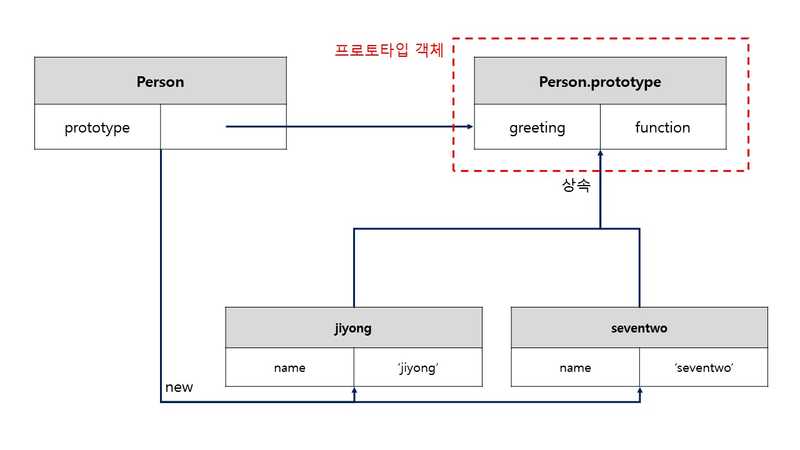 프로토타입 객체
Person
prototype
Person.prototype
greeting function
상속
jiyong
name 'jiyong'
seventwo
name 'seventwo'
new